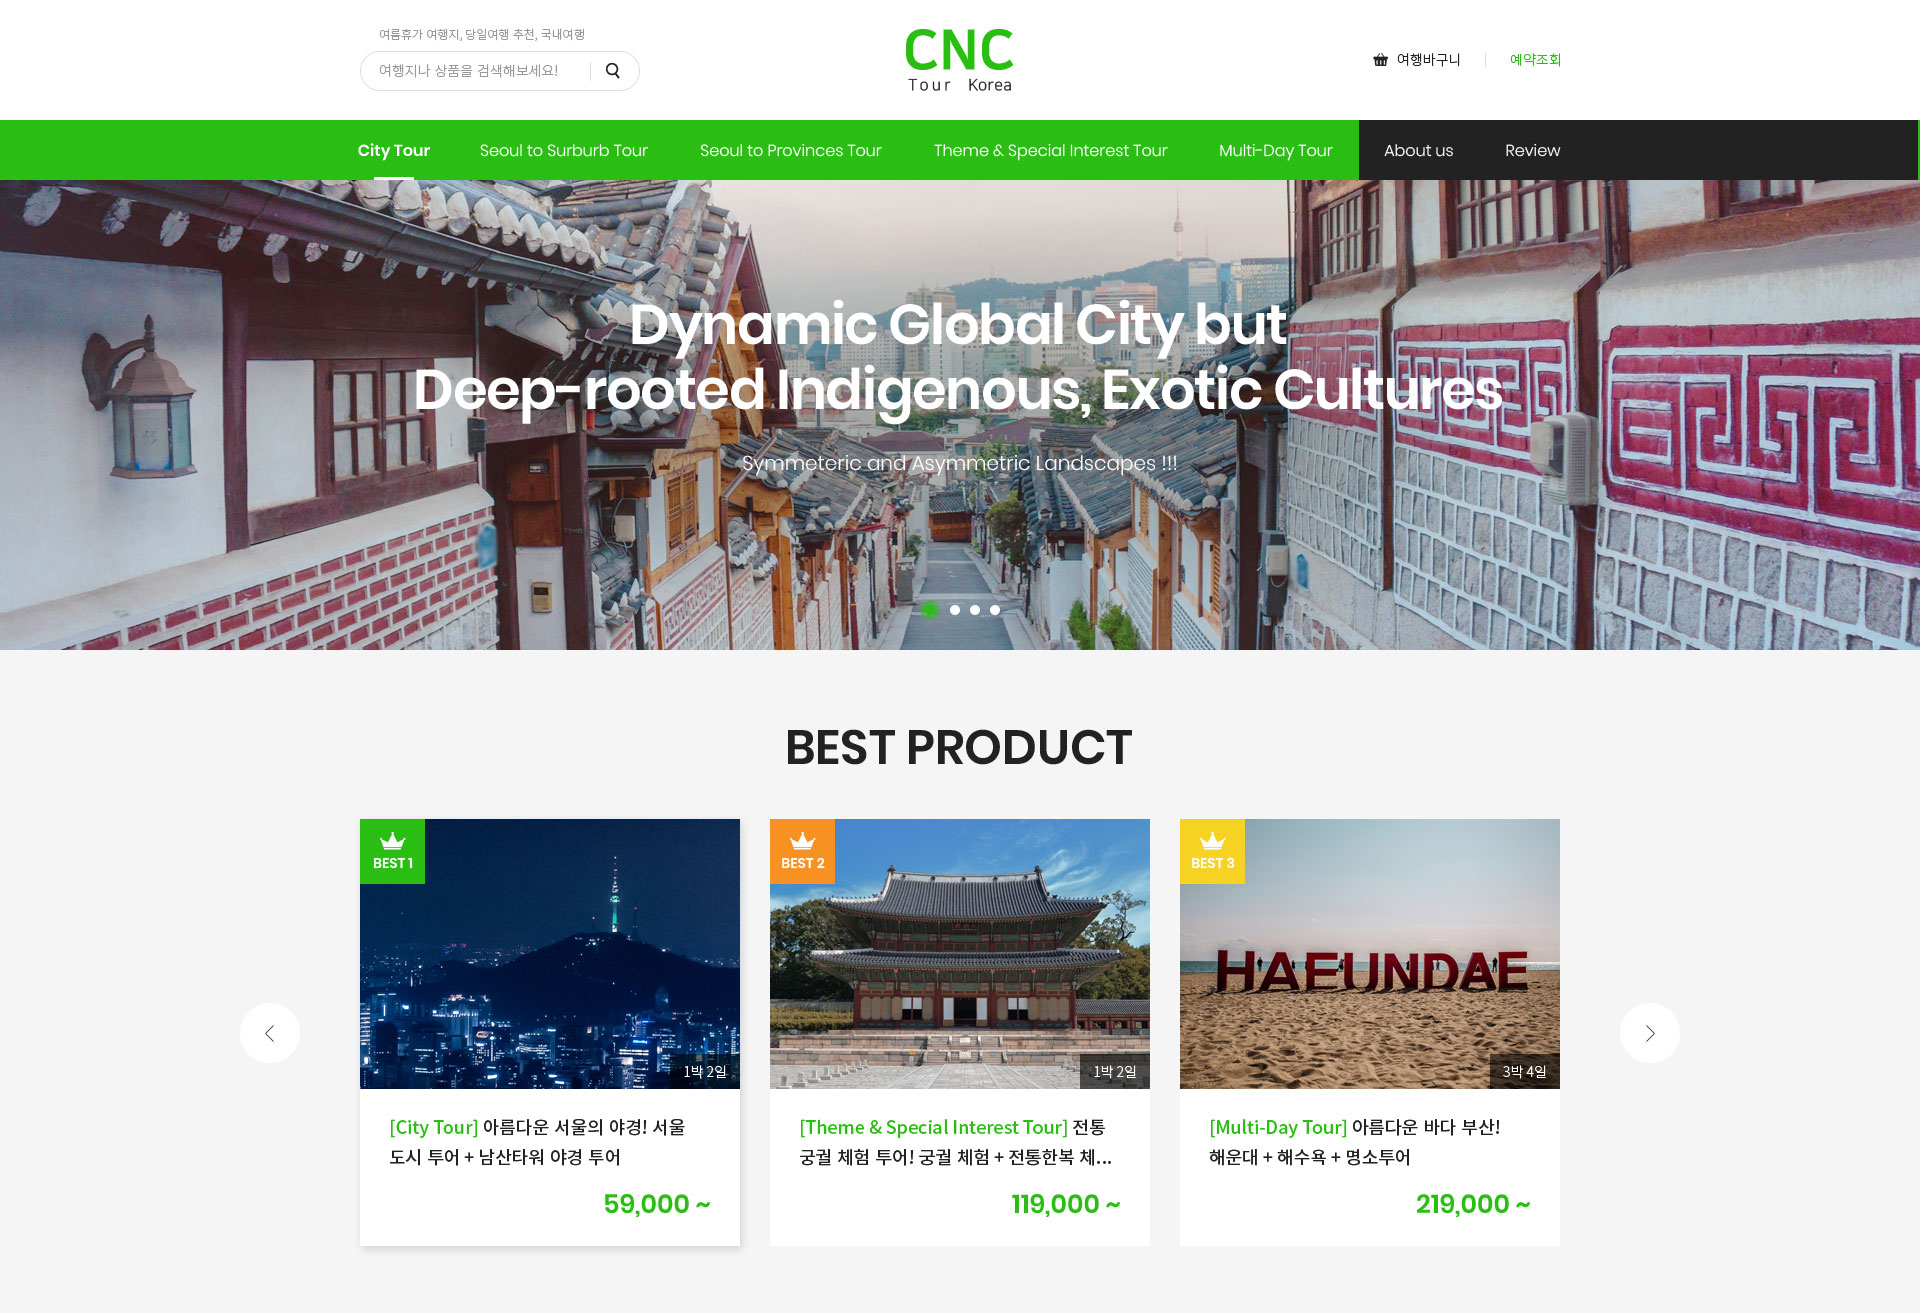 여름휴가 여행지, 당일여행 추천, 국내여행
여행지나 상품을 검색해보세요!
CNC
Tour Korea
여행바구니
예약조회
City Tour
Seoul to Surburb Tour
Seoul to Provinces Tour
Theme & Special Interest Tour
Multi-Day Tour
About us
Review
Dynamic Global City but
Deep-rooted Indigenous, Exotic Cultures
Symmeteric and Asymmetric Landscapes !!!
BEST PRODUCT
BEST 1
1박 2일
[City Tour] 아름다운 서울의 야경! 서울
도시 투어 + 남산타워 야경 투어
59,000 ~
BEST 2
1박 2일
[Theme & Special Interest Tour] 전통
궁궐 체험 투어! 궁궐 체험 + 전통한복 체...
119,000 ~
BEST 3
HAEUNDAE
3박 4일
[Multi-Day Tour] 아름다운 바다 부산!
해운대 + 해수욕 + 명소투어
219,000 ~